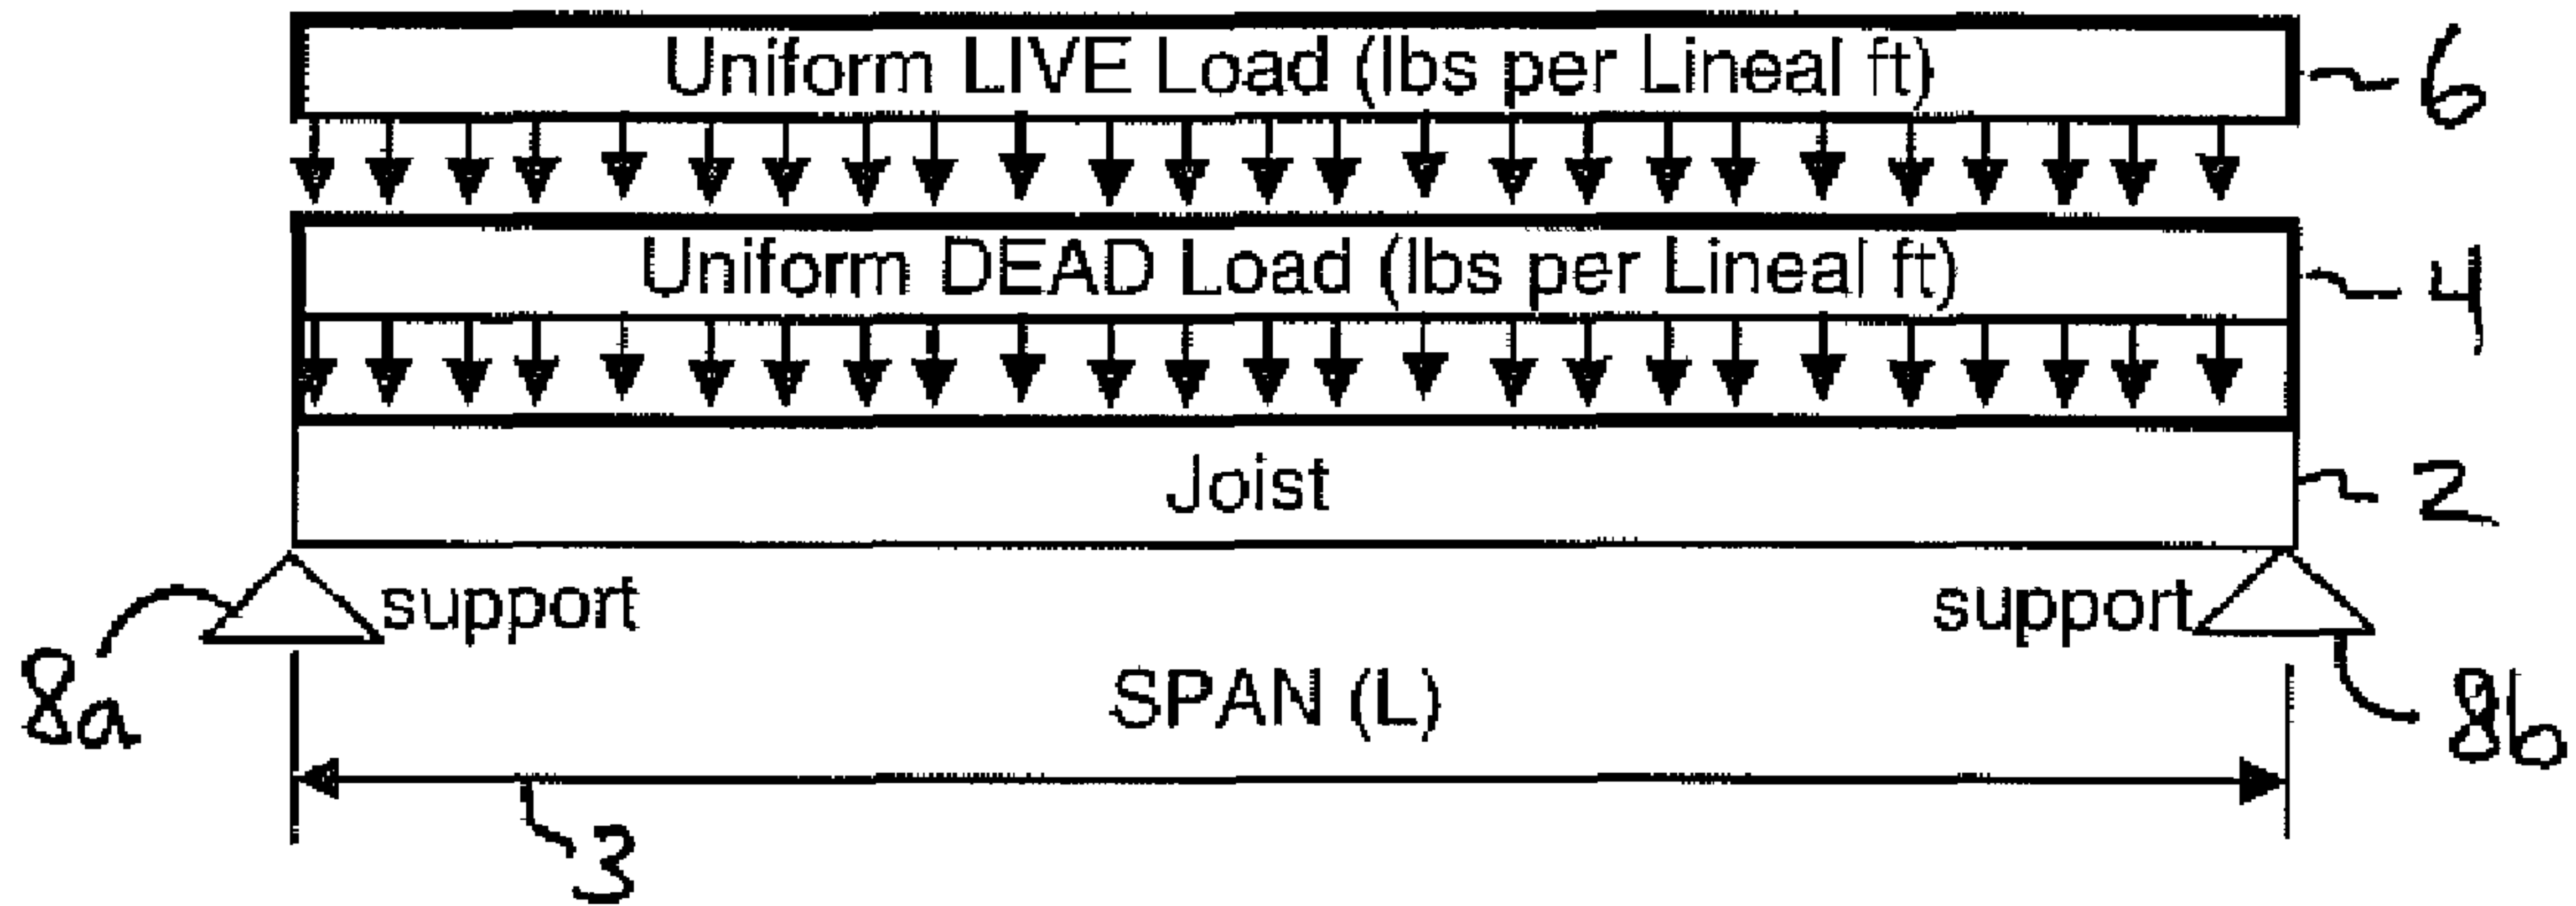 Uniform LIVE Load (lbs per Lineal ft)
6
Uniform DEAD Load (lbs per Lineal ft)
4
Joist
2
support
support
8a
SPAN (L)
8b
3